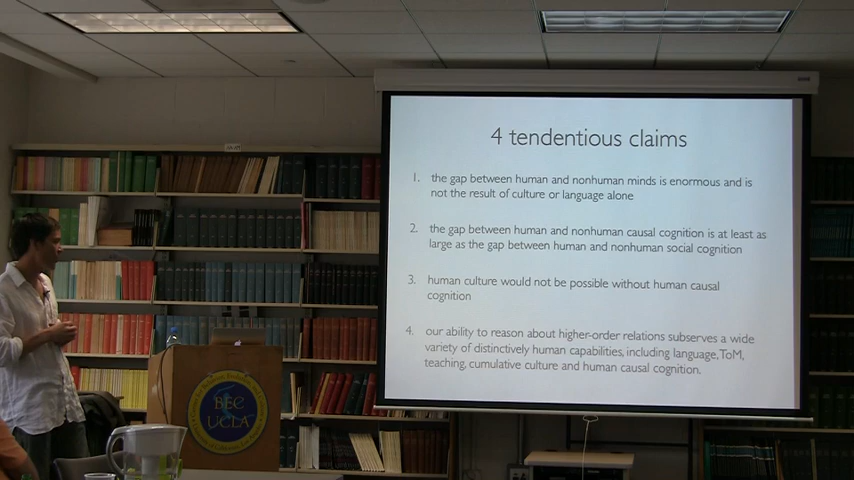 4 tendentious claims
1. the gap between human and nonhuman minds is enormous and is
not the result of culture or language alone
2. the gap between human and nonhuman causal cognition is at least as
large as the gap between human and nonhuman social cognition
3. human culture would not be possible without human causal
cognition
4. our ability to reason about higher-order relations subserves a wide
variety of distinctively human capabilities, including language, ToM,
teaching, cumulative culture and human causal cognition.
BEC
UCLA